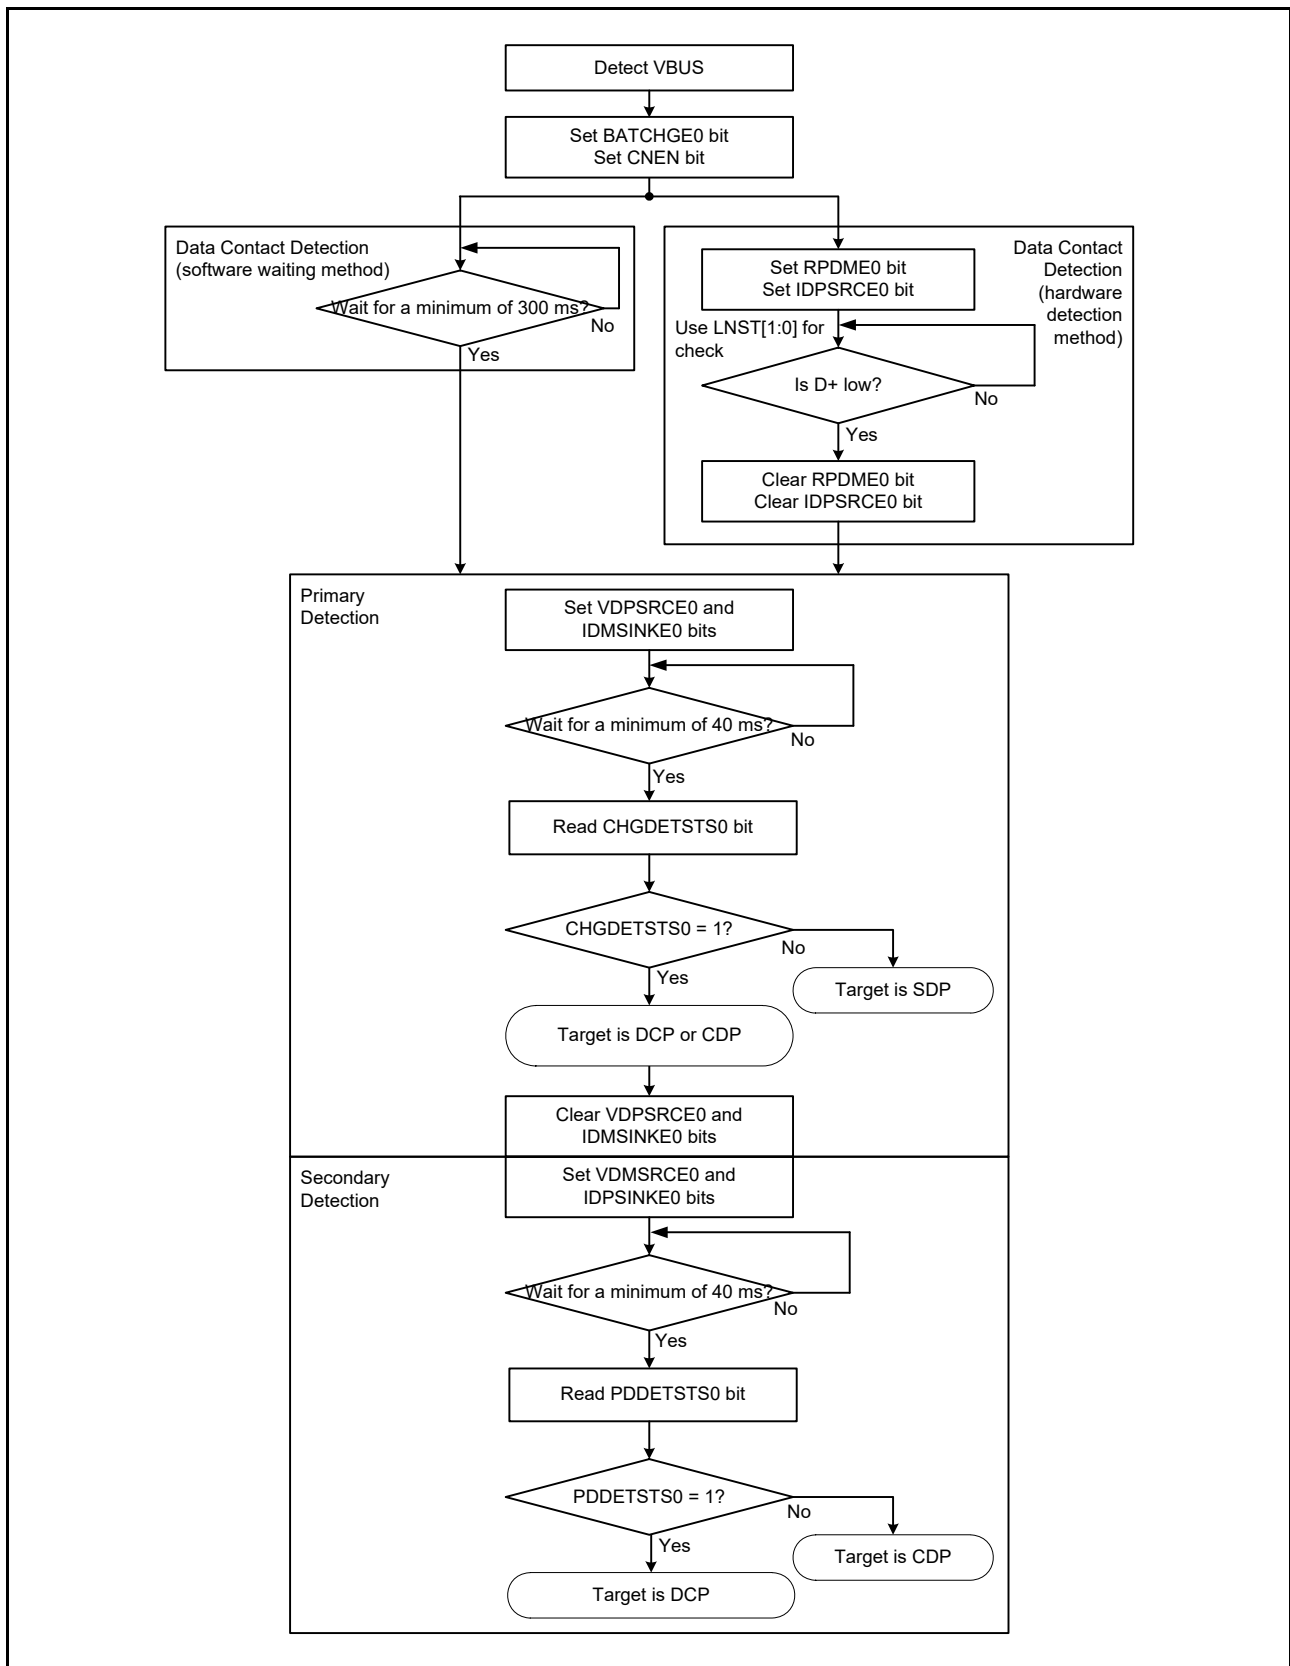 Detect VBUS
Set BATCHGE0 bit
Set CNEN bit
Data Contact Detection
(software waiting method)
Wait for a minimum of 300 ms?
No
Yes
Data Contact
Detection
(hardware
detection
method)
Set RPDME0 bit
Set IDPSRCE0 bit
Use LNST[1:0] for
check
Is D+ low?
No
Yes
Clear RPDME0 bit
Clear IDPSRCE0 bit
Primary
Detection
Set VDPSRCE0 and
IDMSINKE0 bits
Wait for a minimum of 40 ms?
No
Yes
Read CHGDETSTS0 bit
CHGDETSTS0 = 1?
No
Yes
Target is SDP
Target is DCP or CDP
Clear VDPSRCE0 and
IDMSINKE0 bits
Secondary
Detection
Set VDMSRCE0 and
IDPSINKE0 bits
Wait for a minimum of 40 ms?
No
Yes
Read PDDETSTS0 bit
PDDETSTS0 = 1?
No
Yes
Target is CDP
Target is DCP